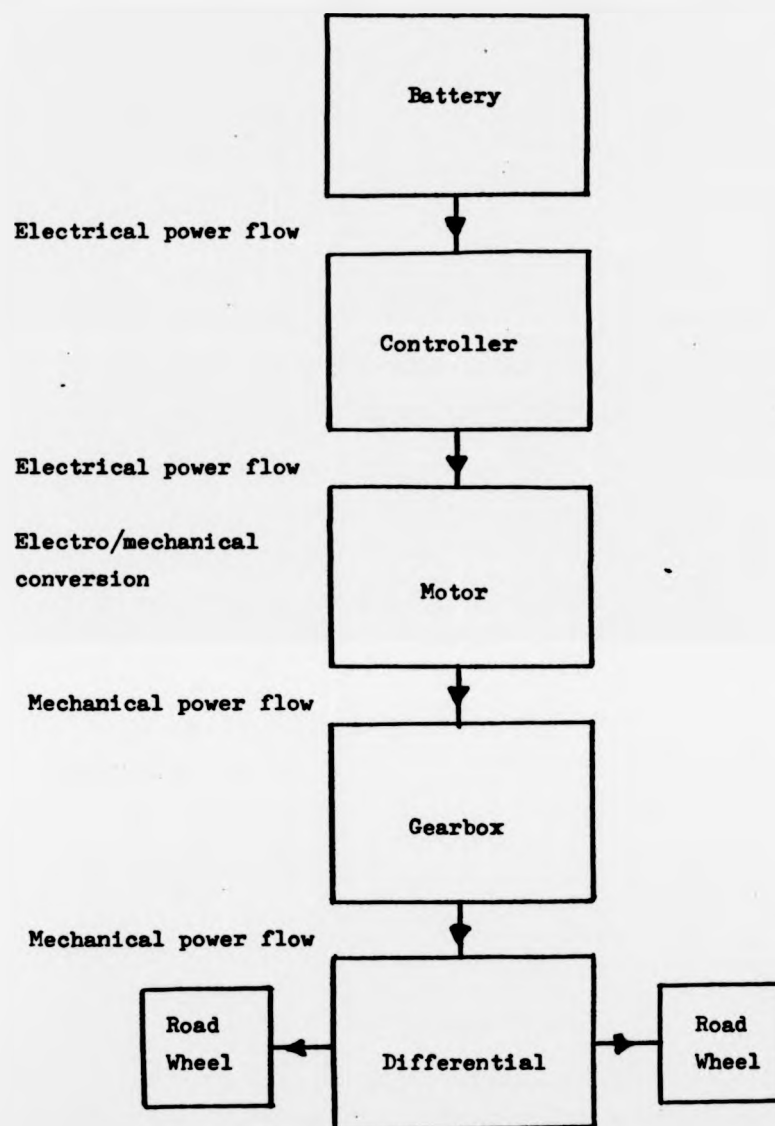 Battery
Electrical power flow
Controller
Electrical power flow
Electro/mechanical
conversion
Motor
Mechanical power flow
Gearbox
Mechanical power flow
Road
Wheel
Differential
Road
Wheel